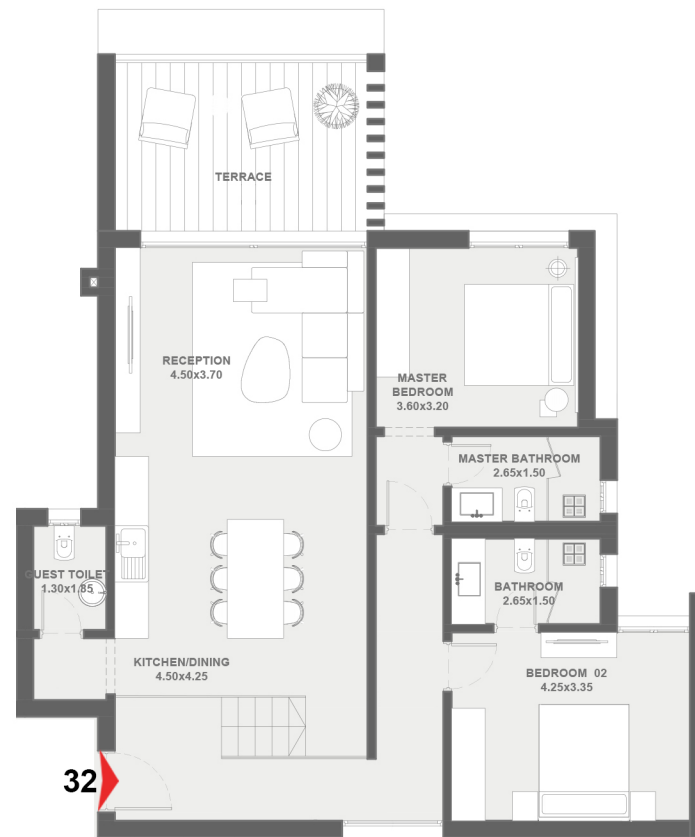 TERRACE
RECEPTION
4.50x3.70
MASTER
BEDROOM
3.60x3.20
MASTER BATHROOM
2.65x1.50
GUEST TOILET
1.30x1.85
BATHROOM
2.65x1.50
KITCHEN/DINING
4.50x4.25
BEDROOM 02
4.25x3.35
32